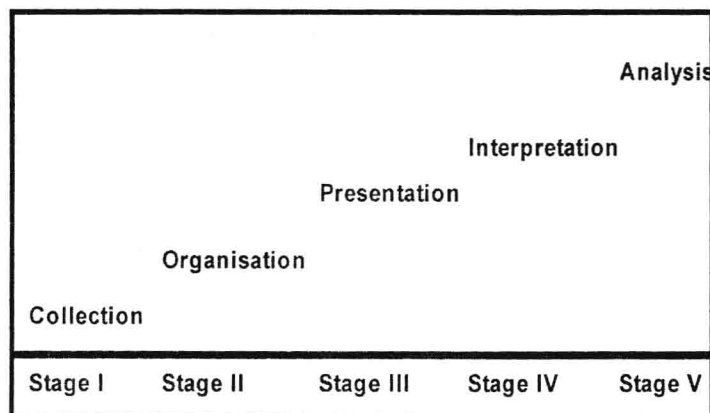 Analysis
Interpretation
Presentation
Organisation
Collection
Stage I Stage II Stage III Stage IV Stage V